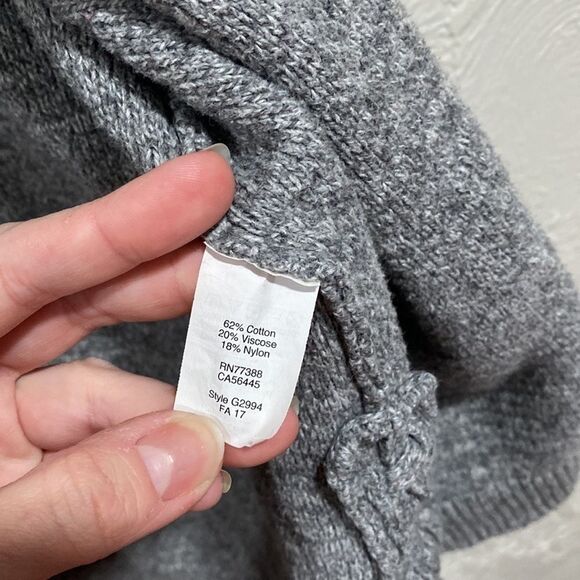 62% Cotton
20% Viscose
18% Nylon
RN77388
CA56445
Style G2994
FA 17